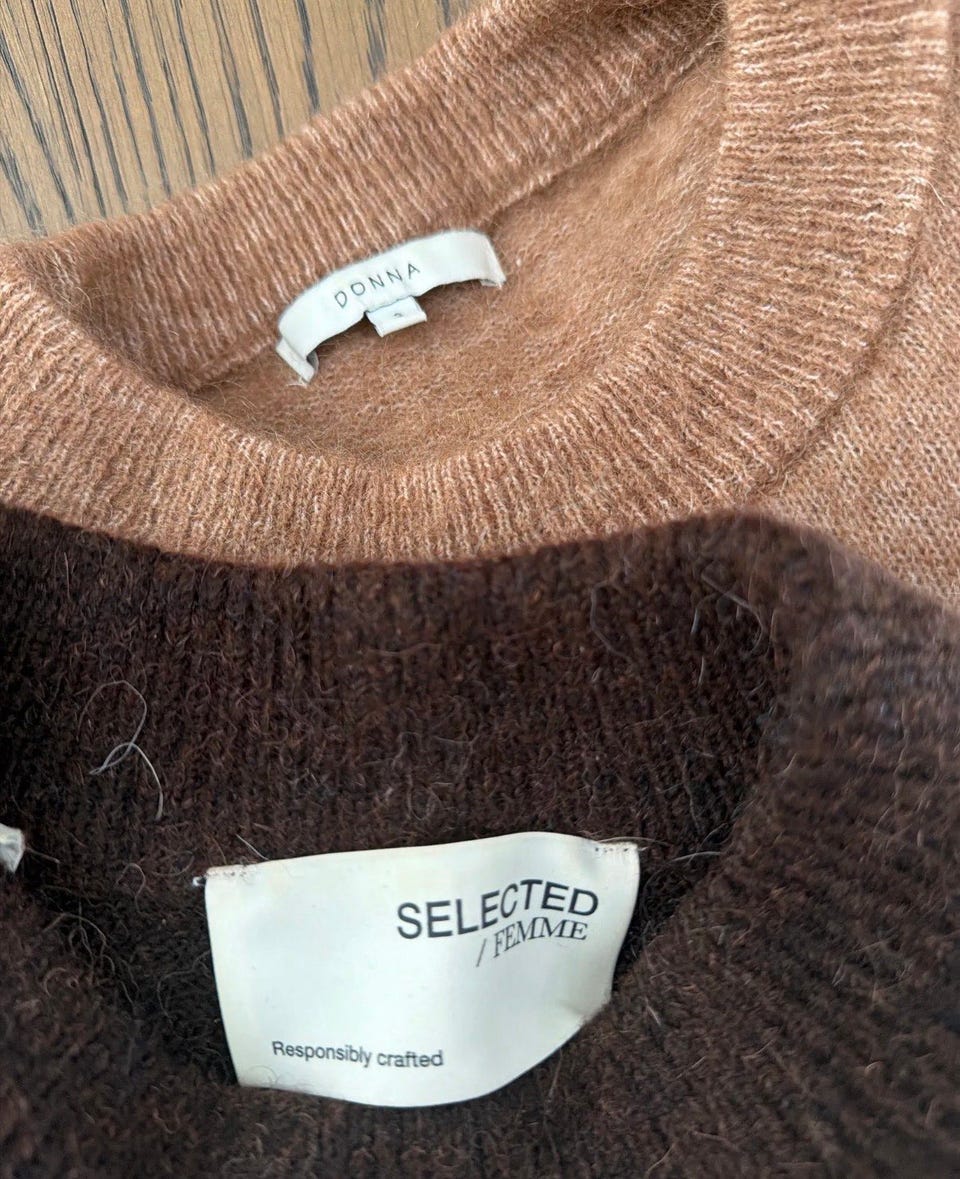 DONNA
SELECTED
/ FEMME
Responsibly crafted